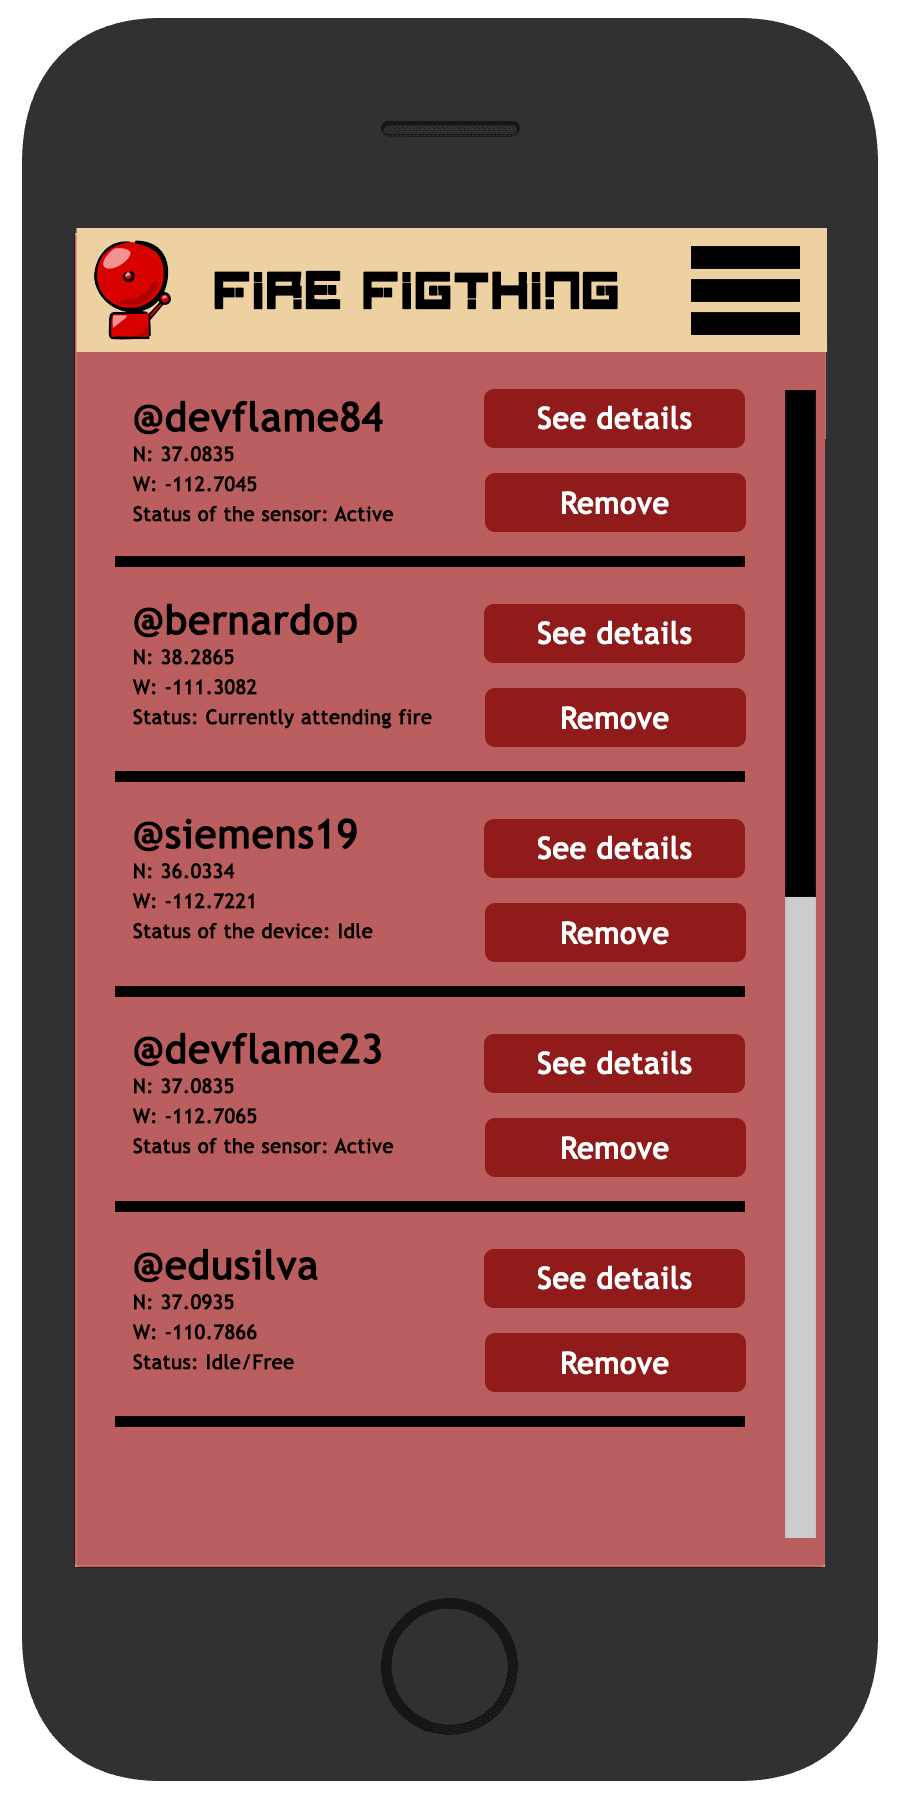 FIRE FIGTHING
@devflame84
N: 37.0835
W: -112.7045
Status of the sensor: Active
See details
Remove
@bernardop
N: 38.2865
W: -111.3082
Status: Currently attending fire
See details
Remove
@siemens19
N: 36.0334
W: -112.7221
Status of the device: Idle
See details
Remove
@devflame23
N: 37.0835
W: -112.7065
Status of the sensor: Active
See details
Remove
@edusilva
N: 37.0935
W: -110.7866
Status: Idle/Free
See details
Remove